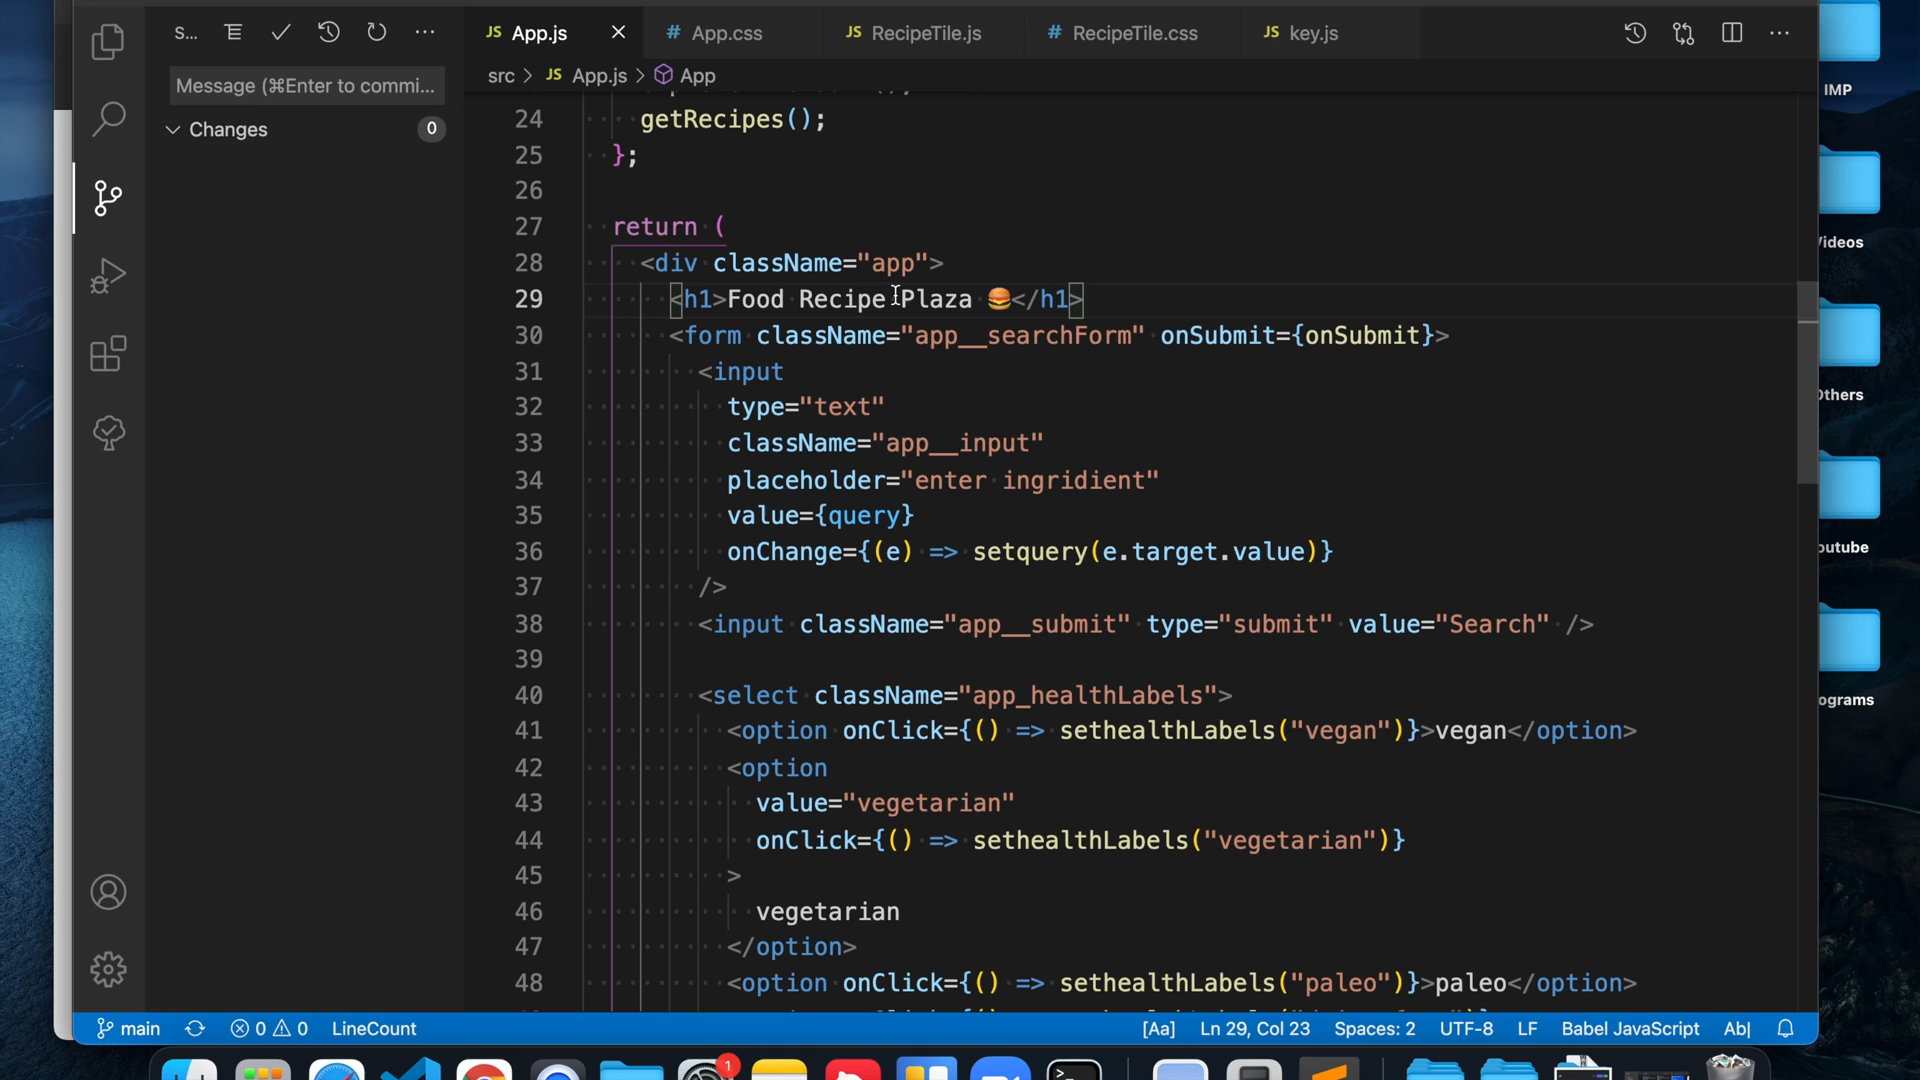 S...
JS App.js
# App.css
JS RecipeTile.js
# RecipeTile.css
JS key.js
Message (⌘Enter to commi...
src > JS App.js > App
Changes 0
24 getRecipes();
25 };
26
27 return (
28 <div className="app">
29 <h1>Food Recipe Plaza 🍔</h1>
30 <form className="app__searchForm" onSubmit={onSubmit}>
31 <input
32 type="text"
33 className="app__input"
34 placeholder="enter ingridient"
35 value={query}
36 onChange={(e) => setquery(e.target.value)}
37 />
38 <input className="app__submit" type="submit" value="Search" />
39
40 <select className="app_healthLabels">
41 <option onClick={() => sethealthLabels("vegan")}>vegan</option>
42 <option
43 value="vegetarian"
44 onClick={() => sethealthLabels("vegetarian")}
45 >
46 vegetarian
47 </option>
48 <option onClick={() => sethealthLabels("paleo")}>paleo</option>
main
0 0
LineCount
[Aa]
Ln 29, Col 23
Spaces: 2
UTF-8
LF
Babel JavaScript
Ab|
IMP
ideos
thers
outube
ograms
1